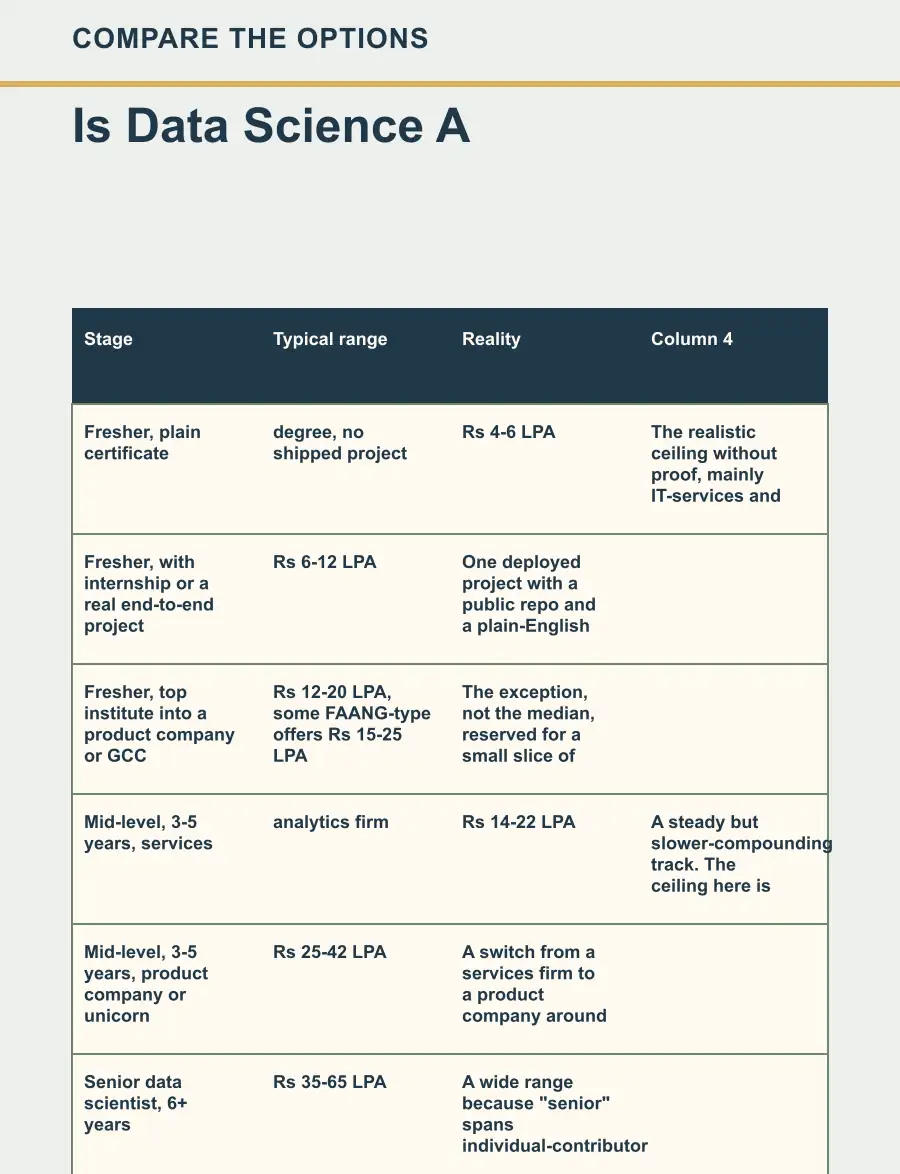 COMPARE THE OPTIONS
Is Data Science A
Stage
Typical range
Reality
Column 4
Fresher, plain
certificate
degree, no
shipped project
Rs 4-6 LPA
The realistic
ceiling without
proof, mainly
IT-services and
Fresher, with
internship or a
real end-to-end
project
Rs 6-12 LPA
One deployed
project with a
public repo and
a plain-English
Fresher, top
institute into a
product company
or GCC
Rs 12-20 LPA,
some FAANG-type
offers Rs 15-25
LPA
The exception,
not the median,
reserved for a
small slice of
Mid-level, 3-5
years, services
analytics firm
Rs 14-22 LPA
A steady but
slower-compounding
track. The
ceiling here is
Mid-level, 3-5
years, product
company or
unicorn
Rs 25-42 LPA
A switch from a
services firm to
a product
company around
Senior data
scientist, 6+
years
Rs 35-65 LPA
A wide range
because "senior"
spans
individual-contributor